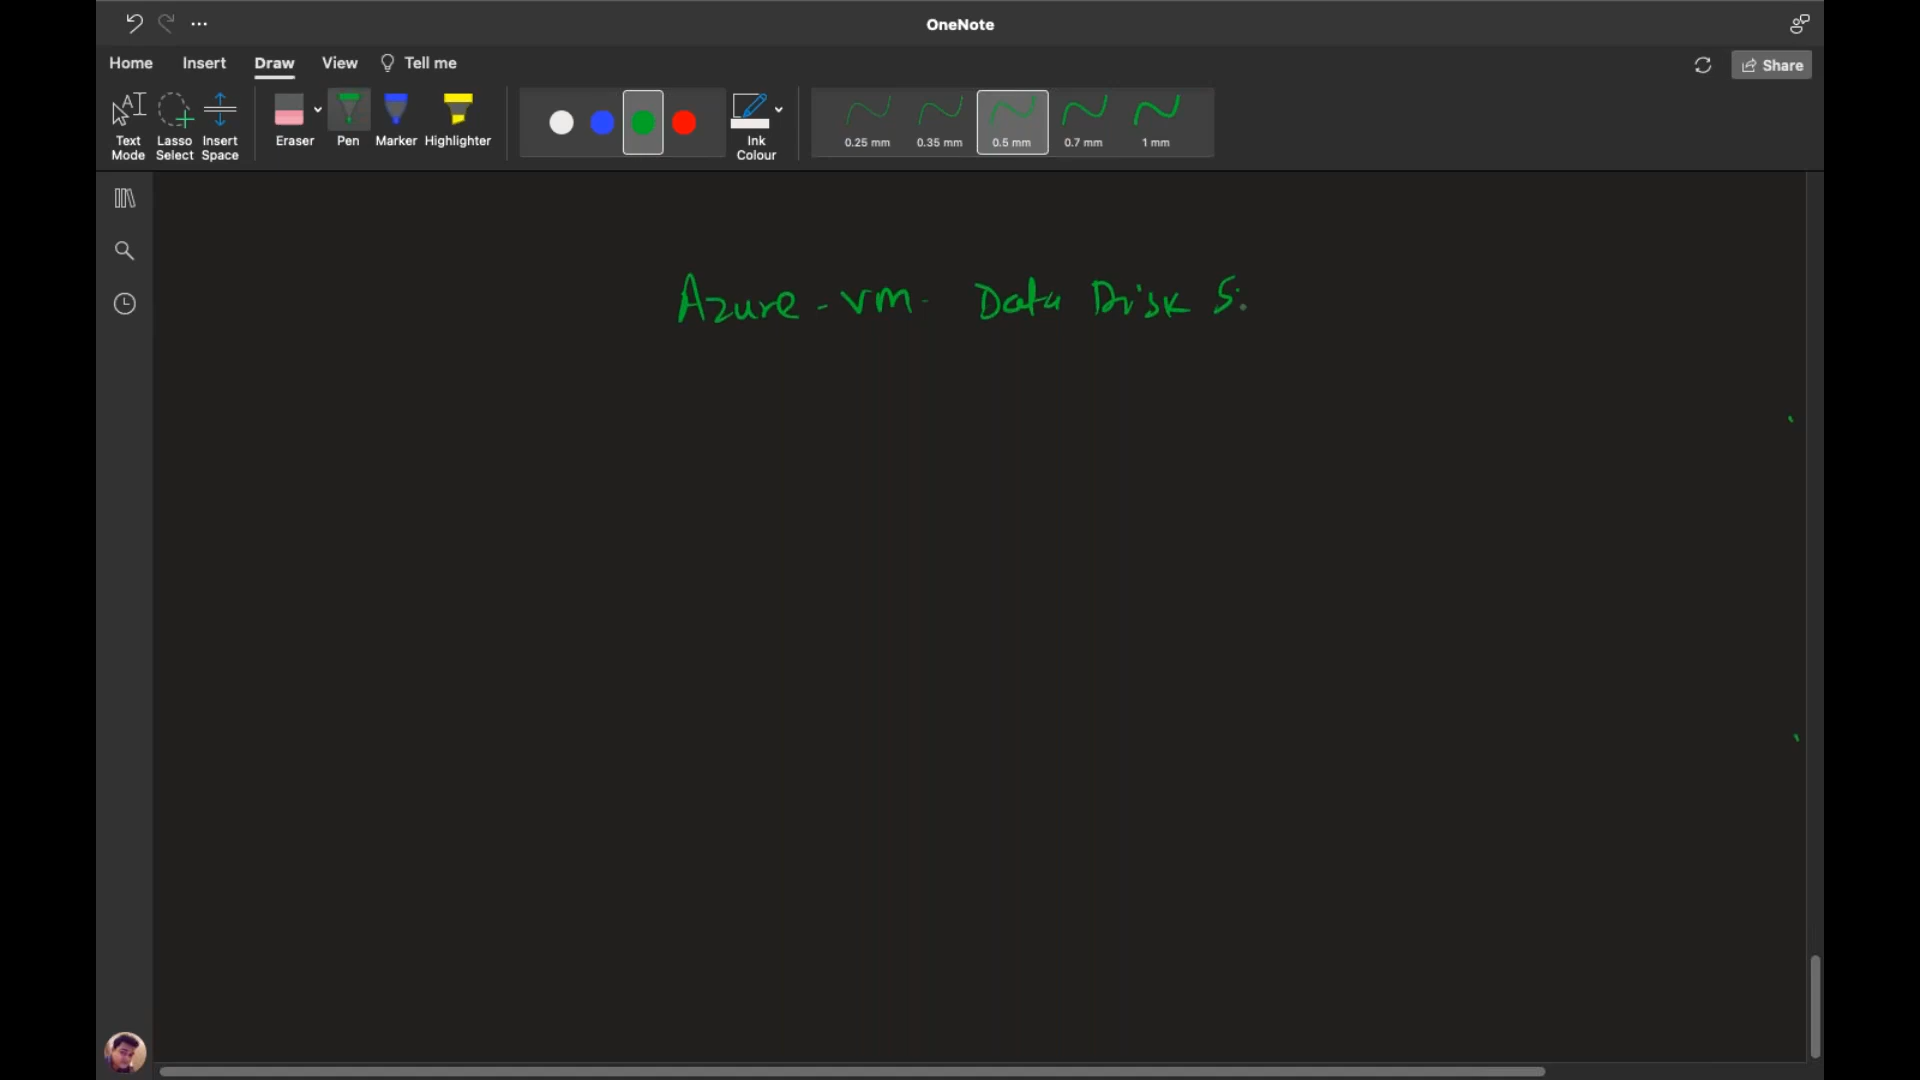 OneNote
Home Insert Draw View Tell me
Share
Text Mode
Lasso Select
Insert Space
Eraser
Pen
Marker
Highlighter
Ink Colour
0.25 mm
0.35 mm
0.5 mm
0.7 mm
1 mm
Azure - VM - Data Disk Si